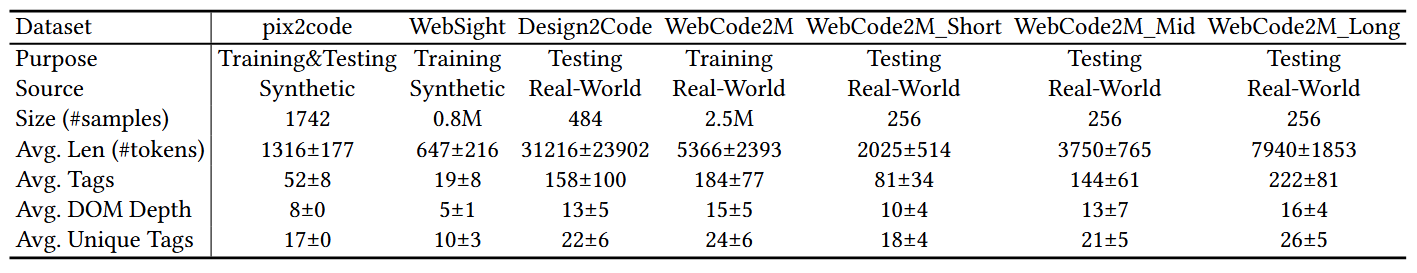 Dataset pix2code WebSight Design2Code WebCode2M WebCode2M_Short WebCode2M_Mid WebCode2M_Long
Purpose Training&Testing Training Testing Training Testing Testing Testing
Source Synthetic Synthetic Real-World Real-World Real-World Real-World Real-World
Size (#samples) 1742 0.8M 484 2.5M 256 256 256
Avg. Len (#tokens) 1316±177 647±216 31216±23902 5366±2393 2025±514 3750±765 7940±1853
Avg. Tags 52±8 19±8 158±100 184±77 81±34 144±61 222±81
Avg. DOM Depth 8±0 5±1 13±5 15±5 10±4 13±7 16±4
Avg. Unique Tags 17±0 10±3 22±6 24±6 18±4 21±5 26±5